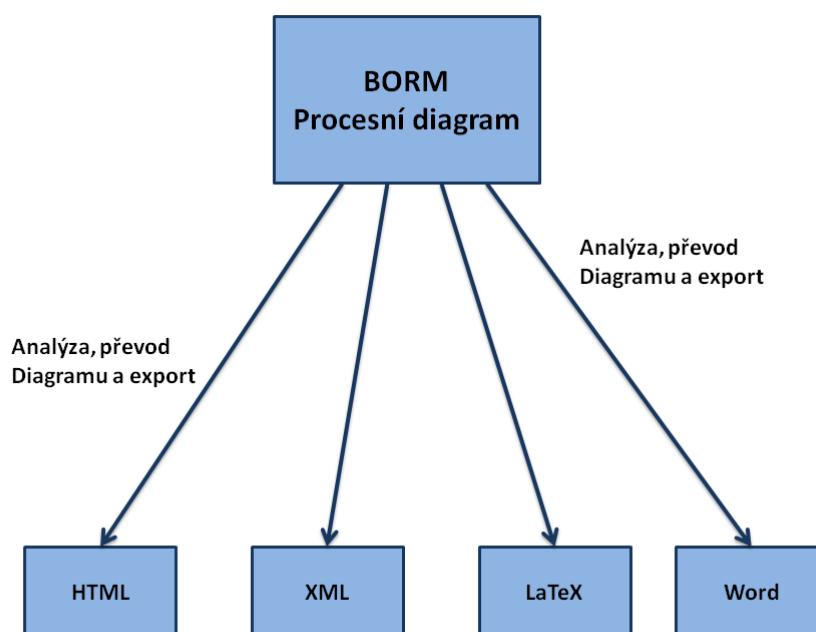 BORM
Procesní diagram
Analýza, převod
Diagramu a export
Analýza, převod
Diagramu a export
HTML
XML
LaTeX
Word